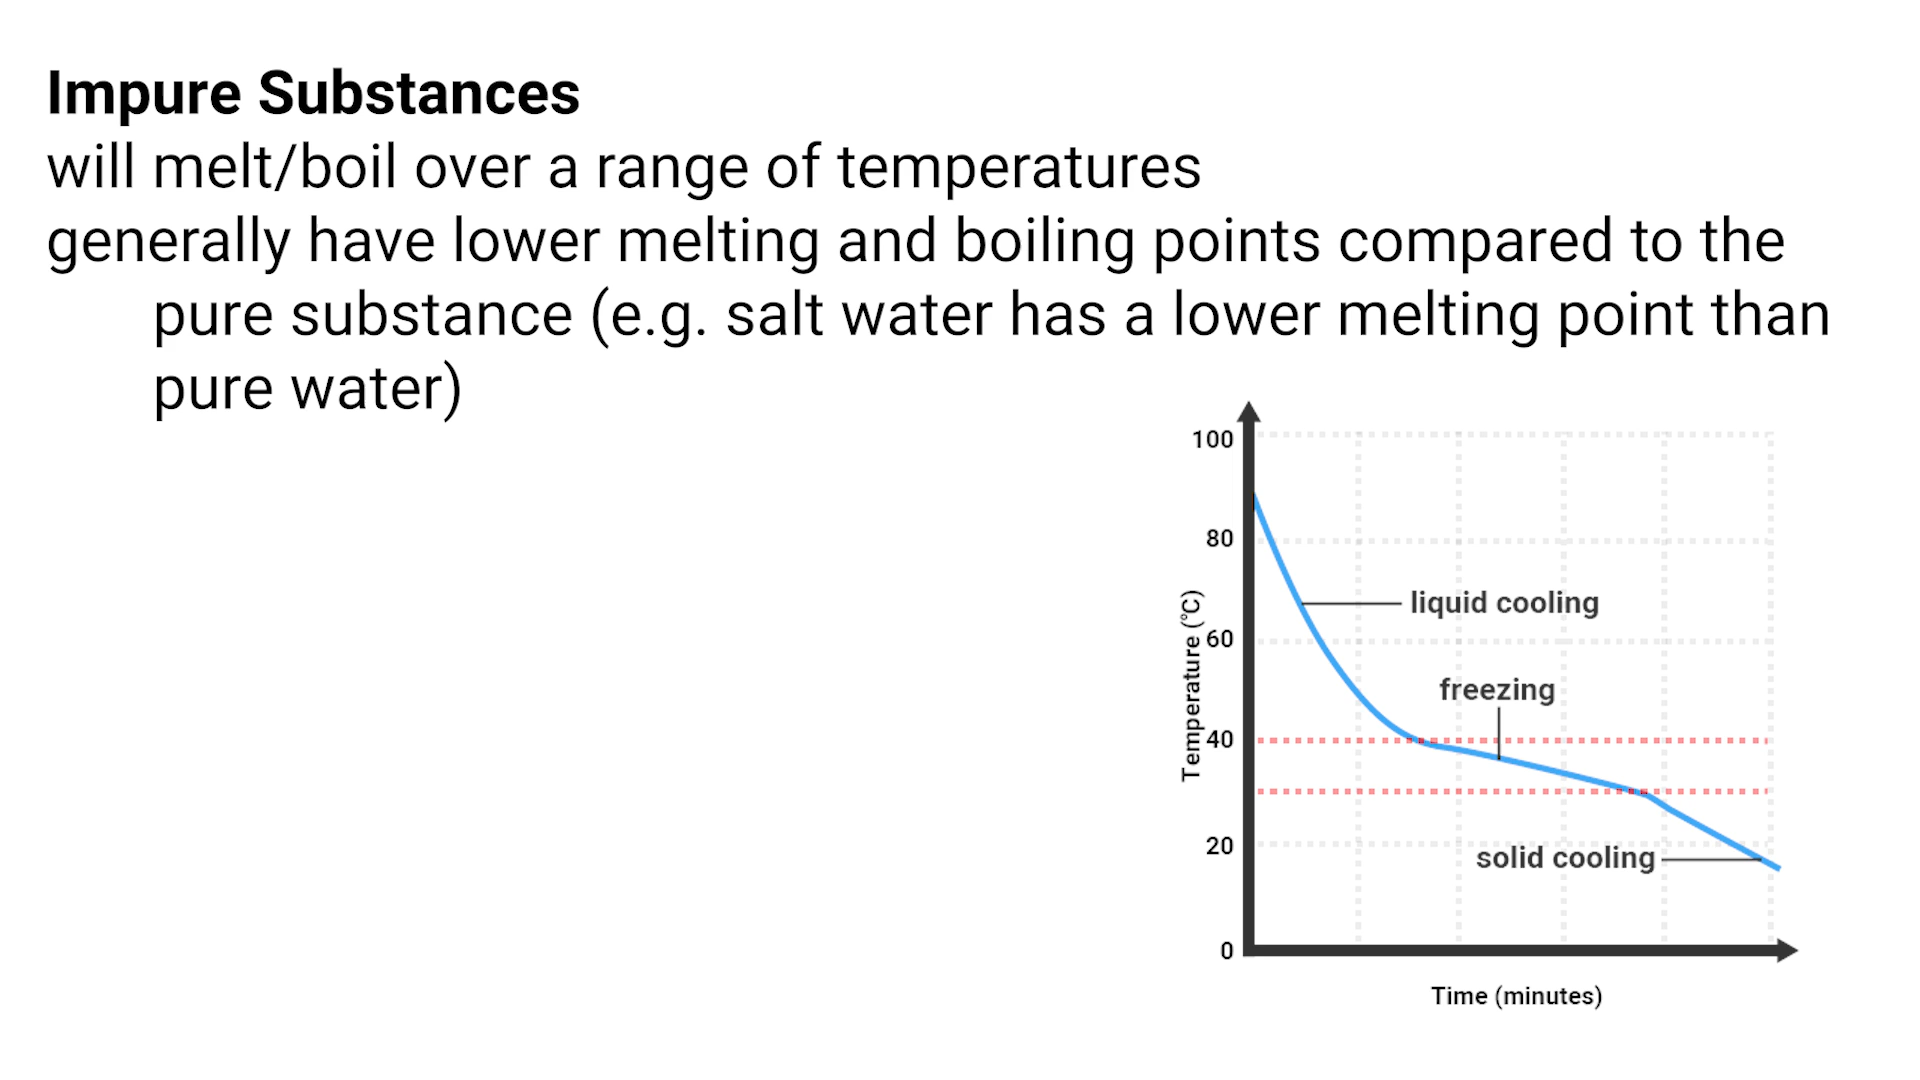 Impure Substances
will melt/boil over a range of temperatures
generally have lower melting and boiling points compared to the
pure substance (e.g. salt water has a lower melting point than
pure water)
100
80
60
40
20
0
Temperature (°C)
liquid cooling
freezing
solid cooling
Time (minutes)